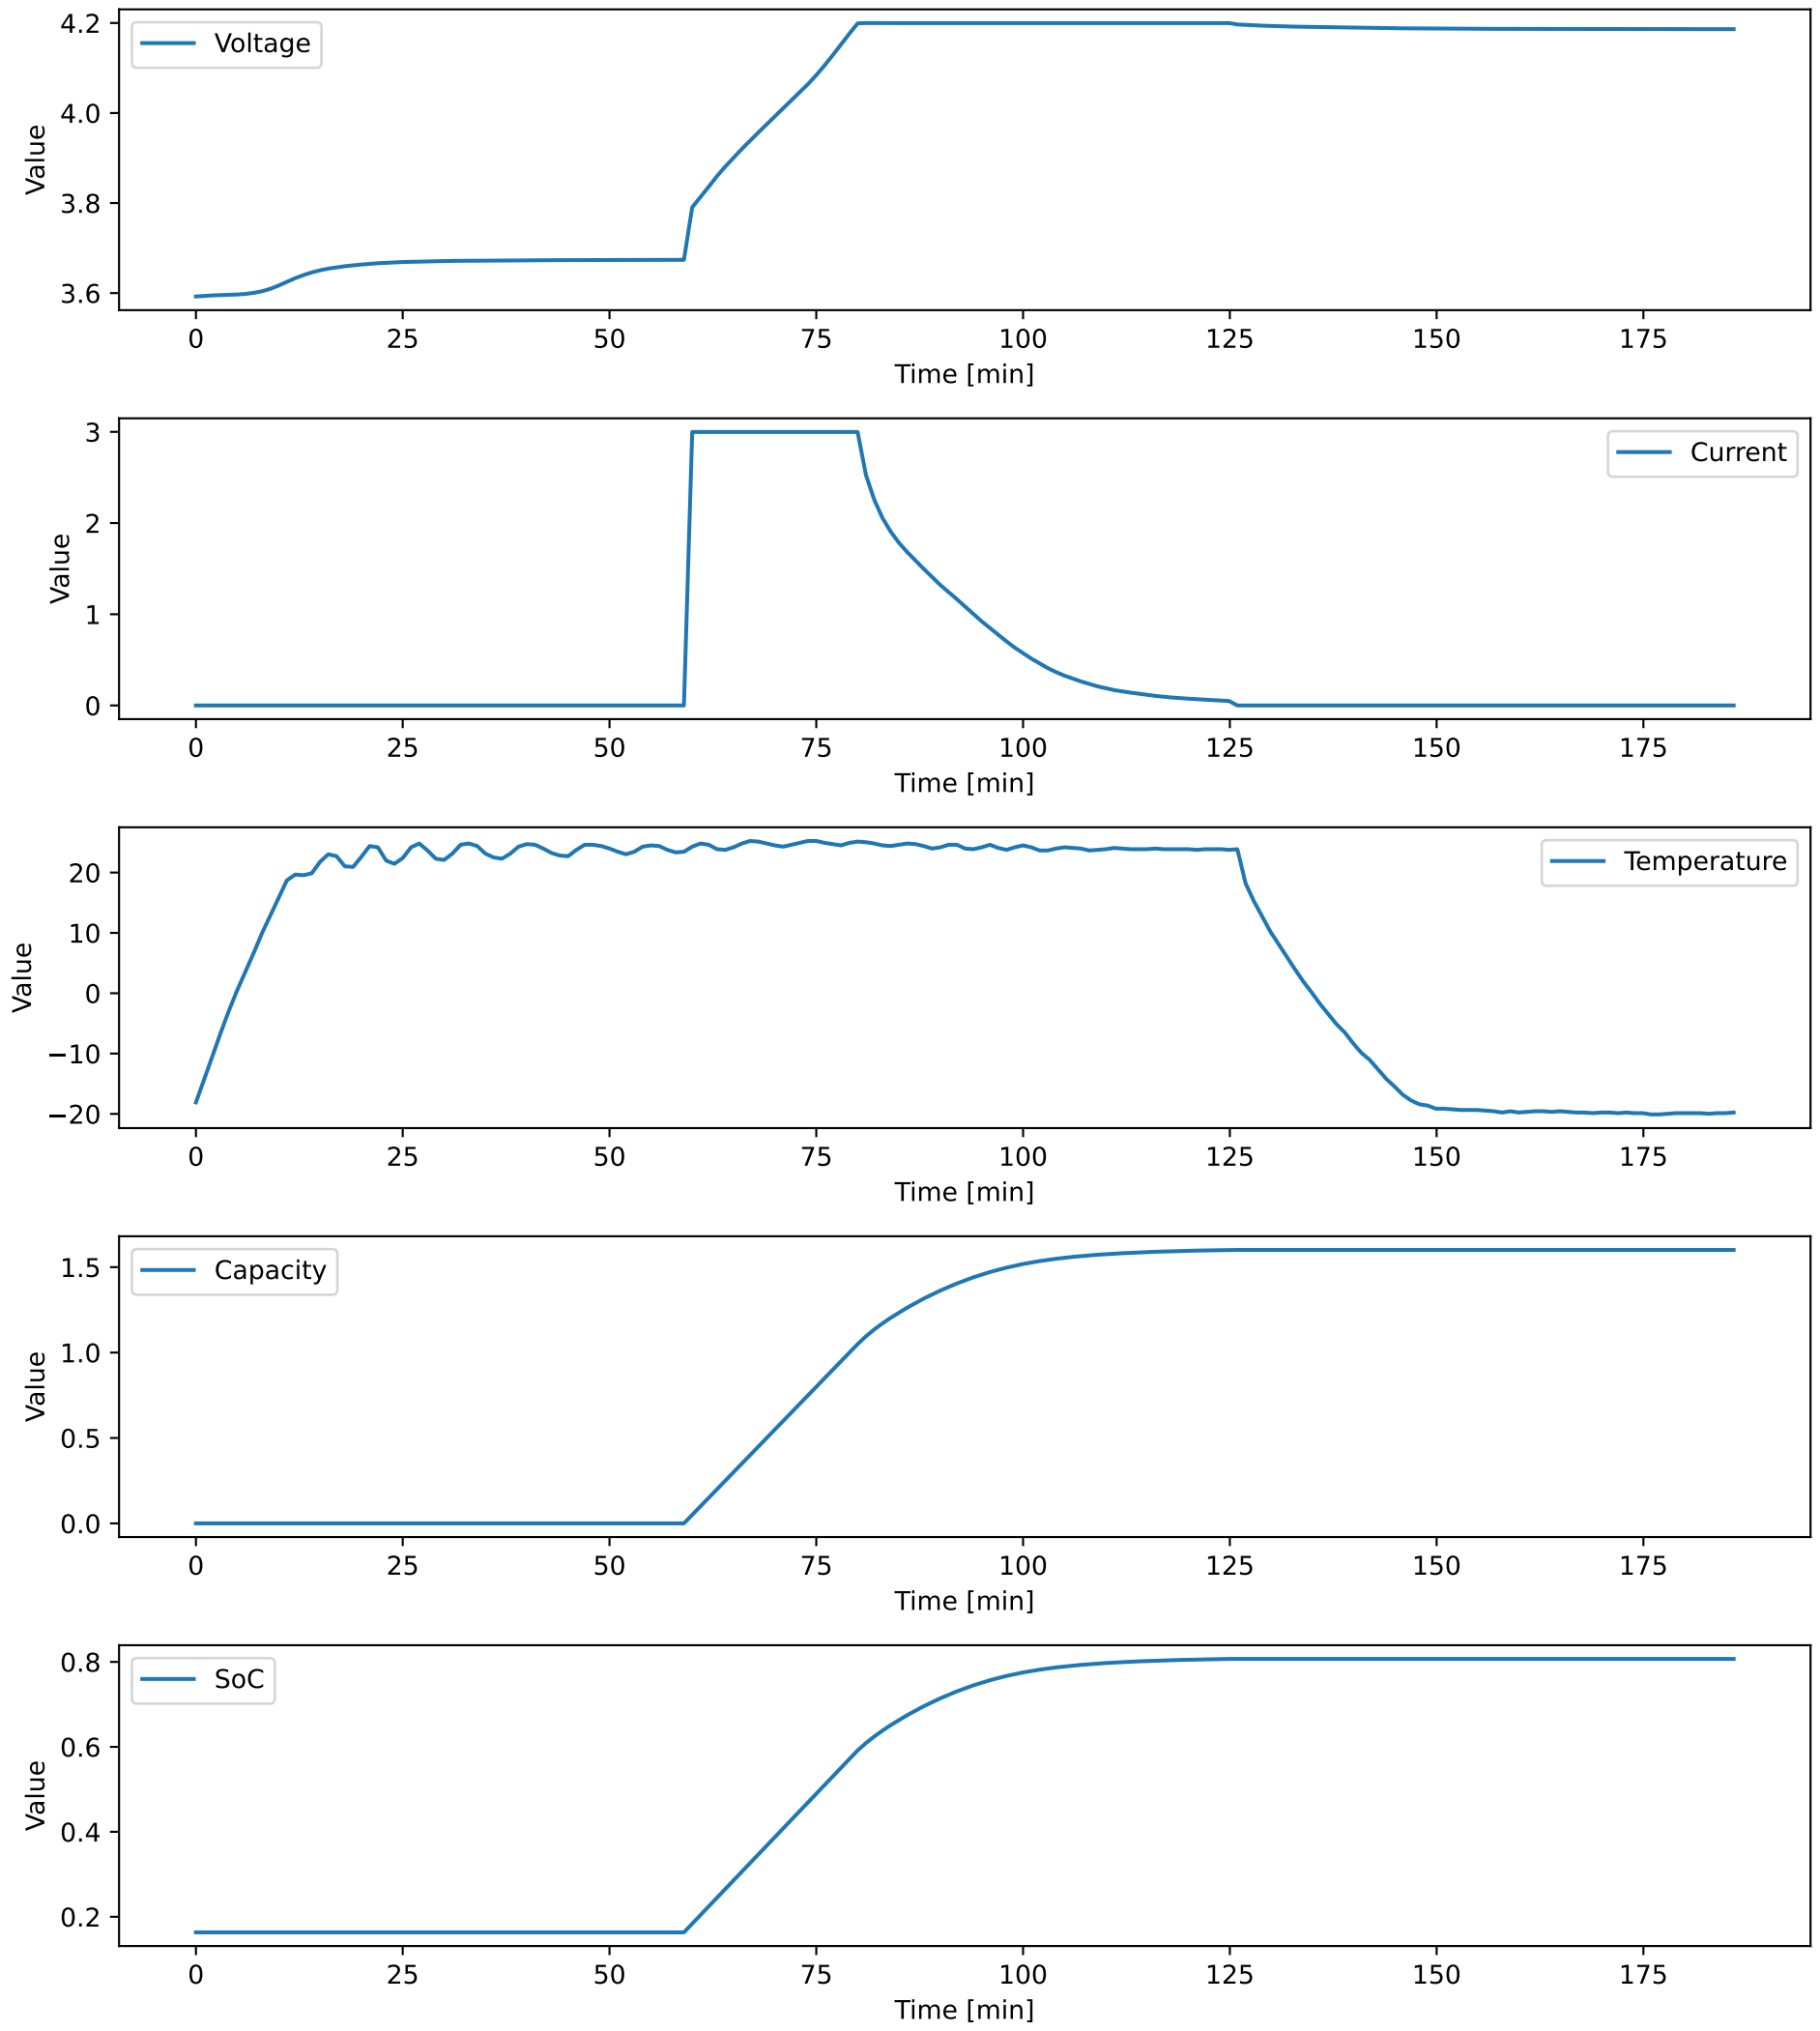 4.2
4.0
3.8
3.6
Value
Voltage
0 25 50 75 100 125 150 175
Time [min]
3
2
1
0
Value
Current
0 25 50 75 100 125 150 175
Time [min]
20
10
0
−10
−20
Value
Temperature
0 25 50 75 100 125 150 175
Time [min]
1.5
1.0
0.5
0.0
Value
Capacity
0 25 50 75 100 125 150 175
Time [min]
0.8
0.6
0.4
0.2
Value
SoC
0 25 50 75 100 125 150 175
Time [min]